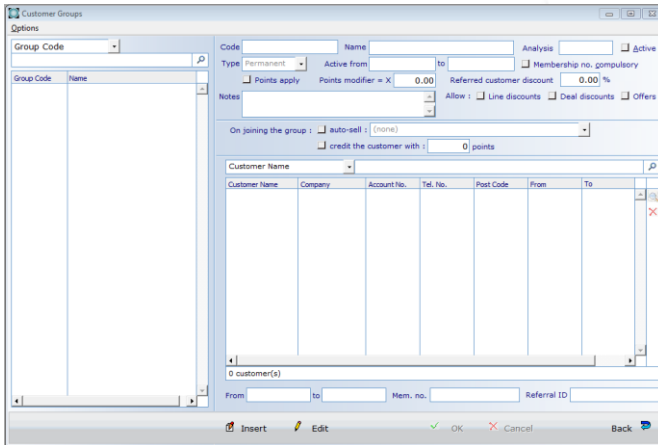 Customer Groups
Options
Group Code
Group Code Name
Code Name Analysis Active
Type Permanent Active from to Membership no. compulsory
Points apply Points modifier = X 0.00 Referred customer discount 0.00 %
Notes Allow : Line discounts Deal discounts Offers
On joining the group : auto-sell : (none)
credit the customer with : 0 points
Customer Name
Customer Name Company Account No. Tel. No. Post Code From To
0 customer(s)
From to Mem. no. Referral ID
Insert Edit OK Cancel Back